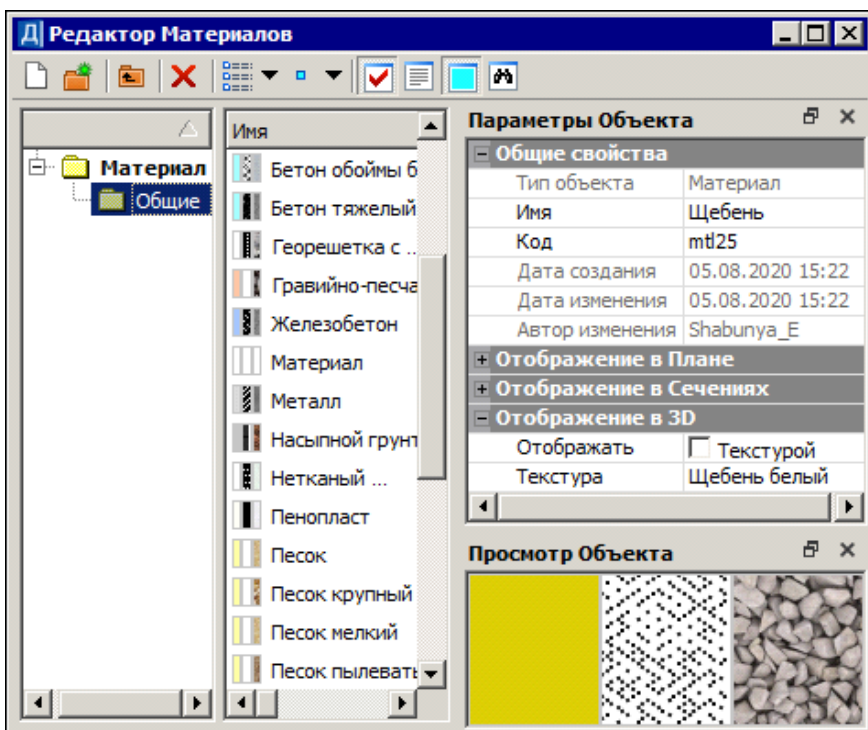 Д Редактор Материалов
Материал
Общие
Имя
Бетон обоймы б
Бетон тяжелый
Георешетка с ...
Гравийно-песча
Железобетон
Материал
Металл
Насыпной грунт
Нетканый ...
Пенопласт
Песок
Песок крупный
Песок мелкий
Песок пылеваты
Параметры Объекта
Общие свойства
Тип объекта Материал
Имя Щебень
Код mtl25
Дата создания 05.08.2020 15:22
Дата изменения 05.08.2020 15:22
Автор изменения Shabunya_E
Отображение в Плане
Отображение в Сечениях
Отображение в 3D
Отображать Текстурой
Текстура Щебень белый
Просмотр Объекта